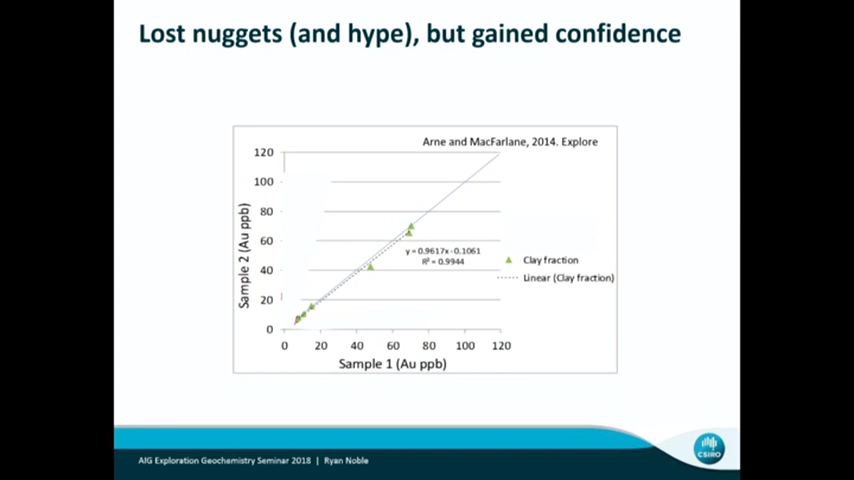 Lost nuggets (and hype), but gained confidence
Arne and MacFarlane, 2014. Explore
120
100
80
60
40
20
0
Sample 2 (Au ppb)
y = 0.9617x - 0.1061
R² = 0.9944
Clay fraction
Linear (Clay fraction)
0 20 40 60 80 100 120
Sample 1 (Au ppb)
AIG Exploration Geochemistry Seminar 2018 | Ryan Noble
CSIRO